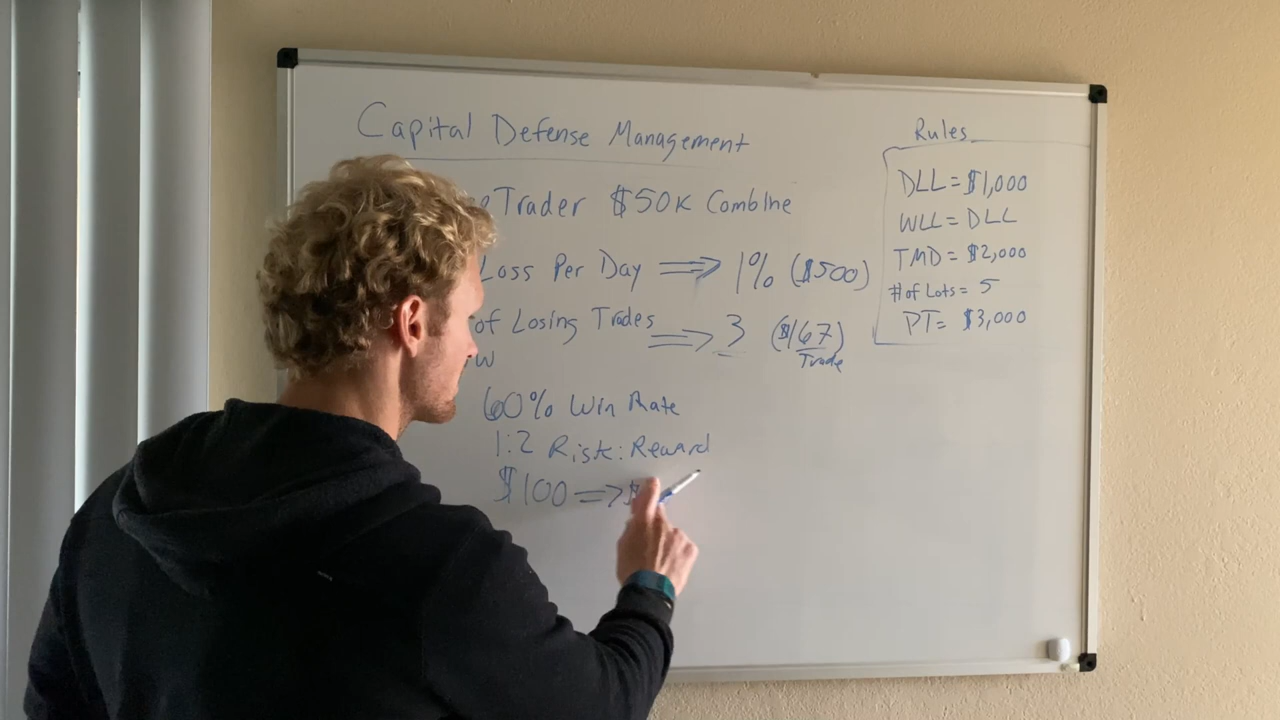 Capital Defense Management
eTrader $50K Combine
Loss Per Day => 1% ($500)
of Losing Trades => 3 ($167)
w
Trade
60% Win Rate
1:2 Risk:Reward
$100 => $
Rules
DLL = $1,000
WLL = DLL
TMD = $2,000
# of Lots = 5
PT = $3,000